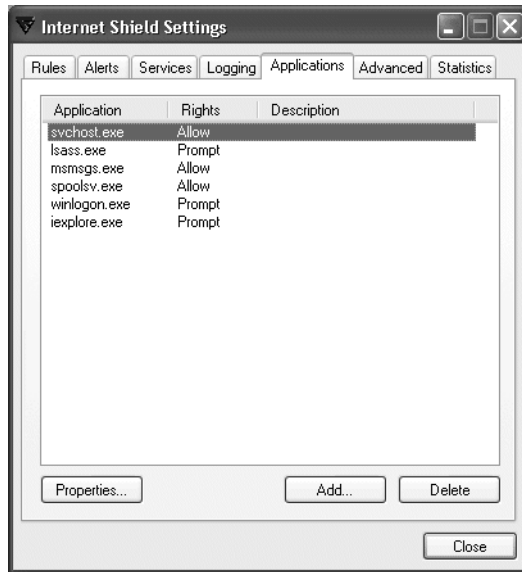 Internet Shield Settings
Rules Alerts Services Logging Applications Advanced Statistics
Application Rights Description
svchost.exe Allow
lsass.exe Prompt
msmsgs.exe Allow
spoolsv.exe Allow
winlogon.exe Prompt
iexplore.exe Prompt
Properties... Add... Delete
Close